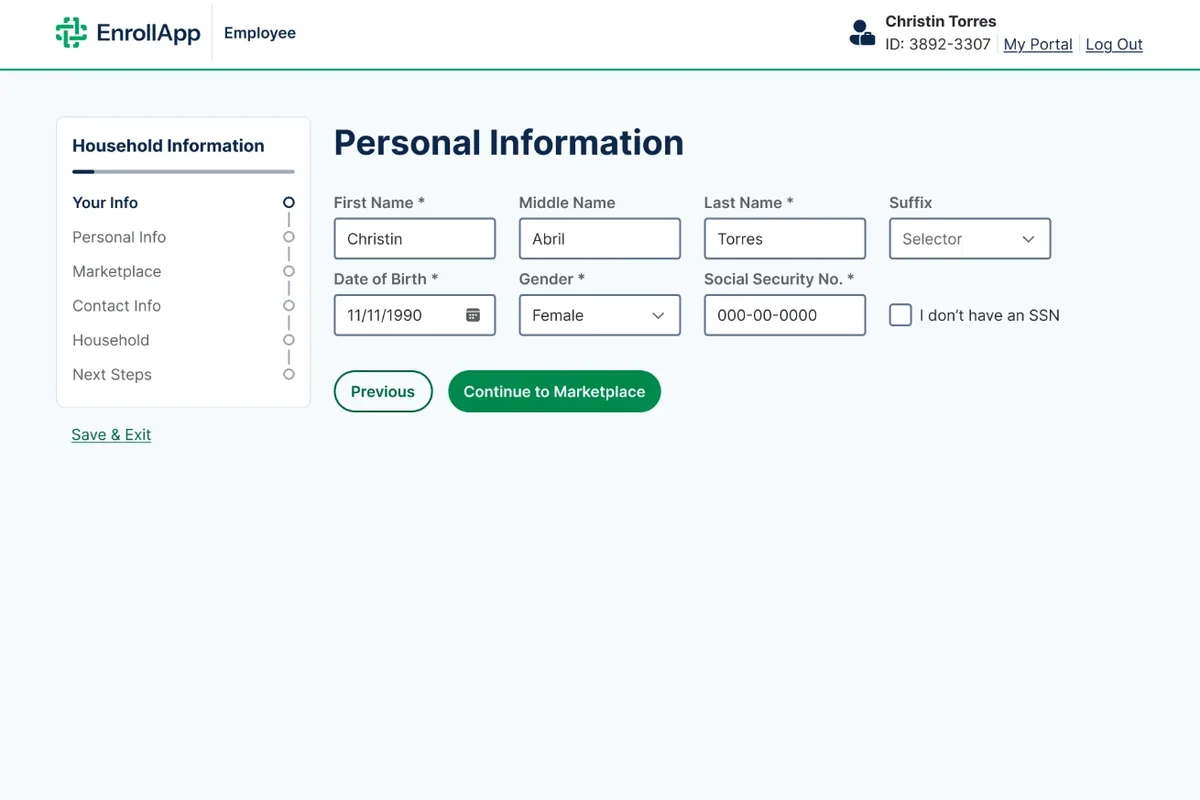 EnrollApp Employee
Christin Torres
ID: 3892-3307 My Portal Log Out
Household Information
Your Info
Personal Info
Marketplace
Contact Info
Household
Next Steps
Save & Exit
Personal Information
First Name * Middle Name Last Name * Suffix
Christin Abril Torres Selector
Date of Birth * Gender * Social Security No. *
11/11/1990 Female 000-00-0000 I don’t have an SSN
Previous Continue to Marketplace